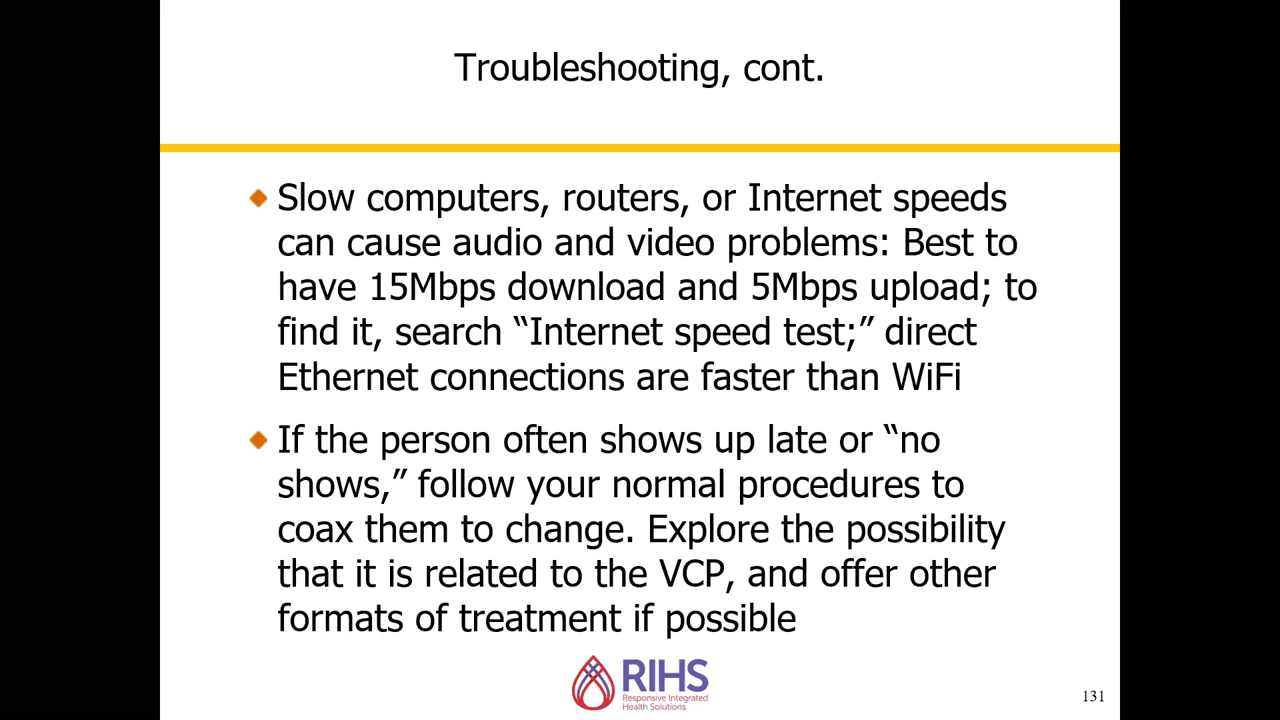 Troubleshooting, cont.
Slow computers, routers, or Internet speeds
can cause audio and video problems: Best to
have 15Mbps download and 5Mbps upload; to
find it, search “Internet speed test;” direct
Ethernet connections are faster than WiFi
If the person often shows up late or “no
shows,” follow your normal procedures to
coax them to change. Explore the possibility
that it is related to the VCP, and offer other
formats of treatment if possible
RIHS
Responsive Integrated
Health Solutions
131